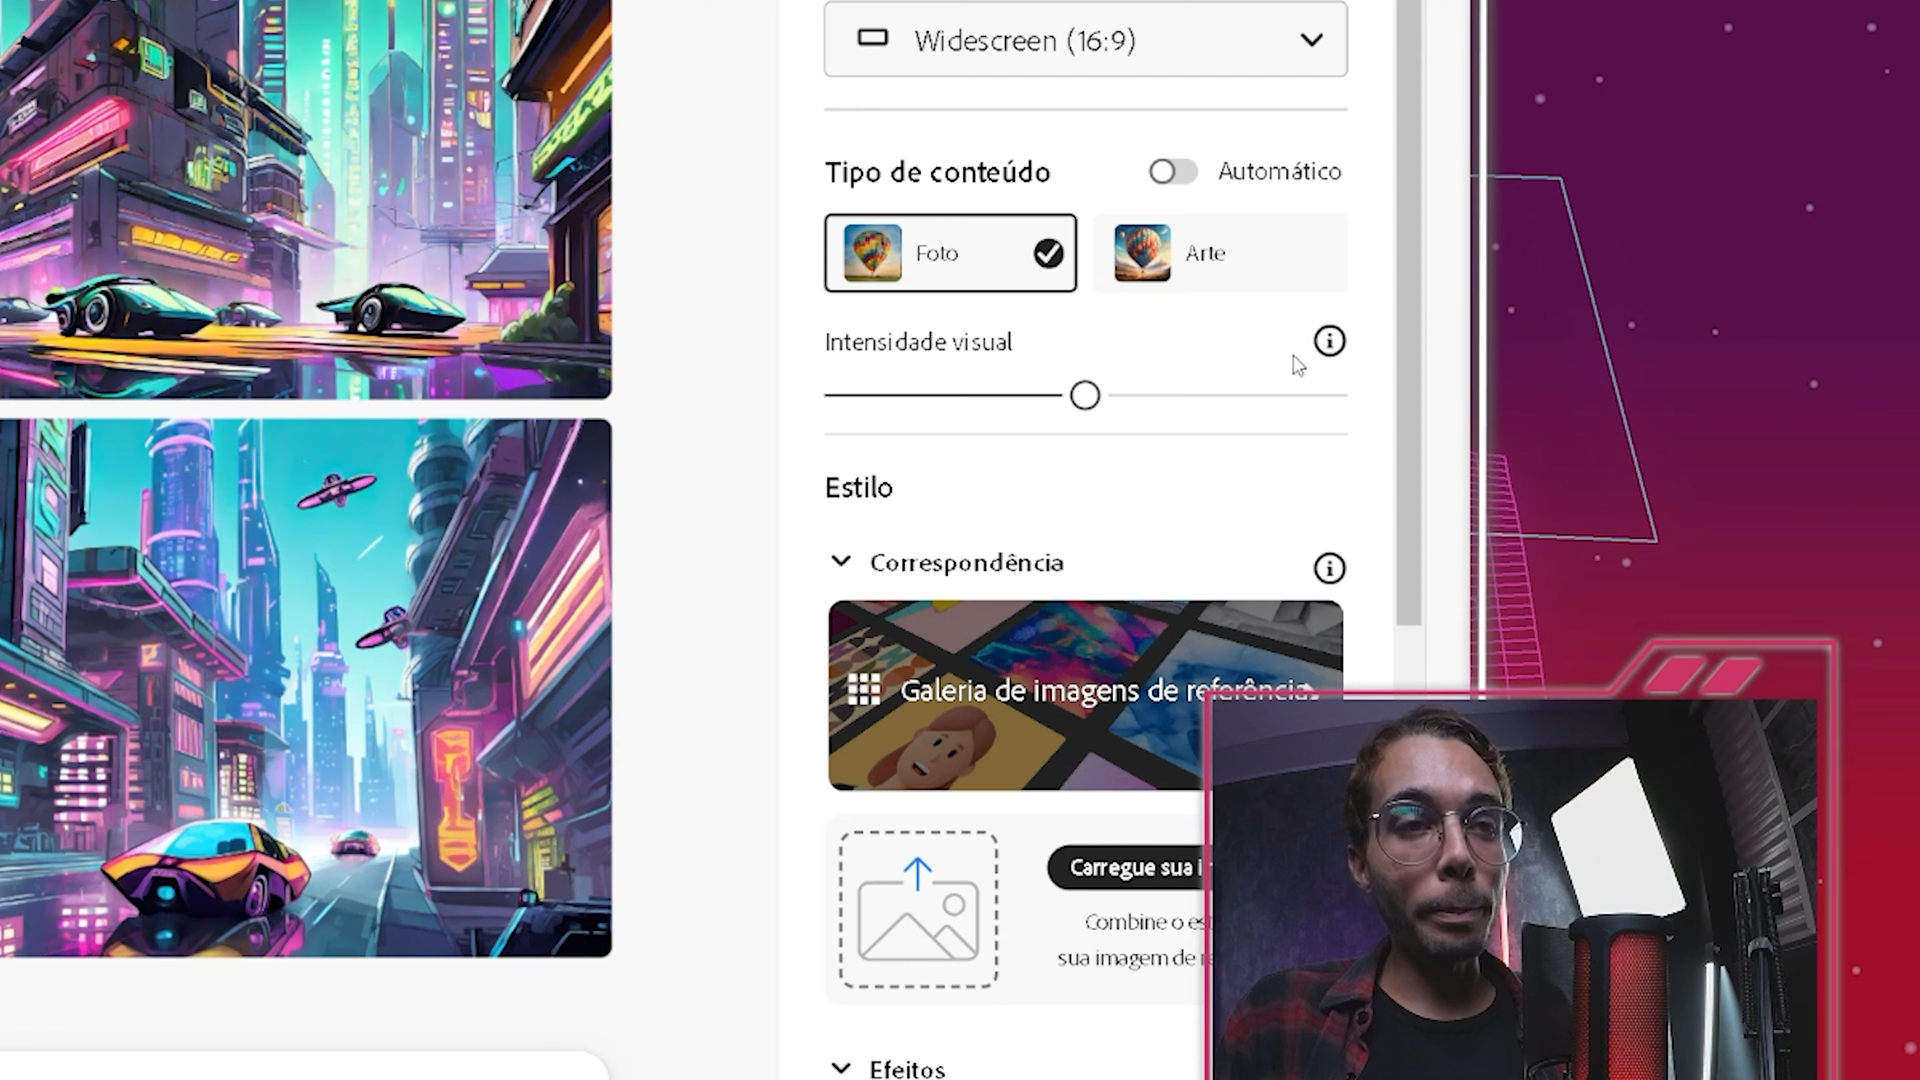 Widescreen (16:9)
Tipo de conteúdo
Automático
Foto
Arte
Intensidade visual
Estilo
Correspondência
Galeria de imagens de referência
Carregue sua
Combine o
sua imagem de
Efeitos